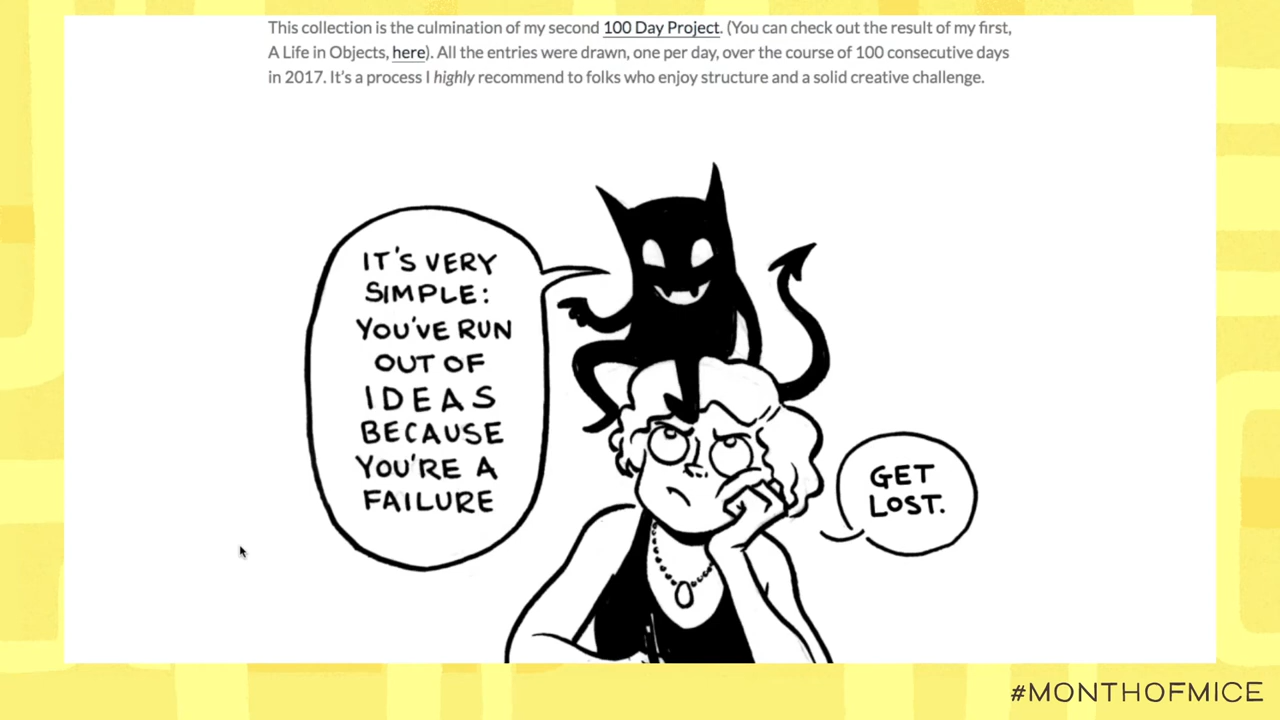 This collection is the culmination of my second 100 Day Project. (You can check out the result of my first,
A Life in Objects, here). All the entries were drawn, one per day, over the course of 100 consecutive days
in 2017. It’s a process I highly recommend to folks who enjoy structure and a solid creative challenge.
IT'S VERY
SIMPLE:
YOU'VE RUN
OUT OF
IDEAS
BECAUSE
YOU'RE A
FAILURE
GET
LOST.
#MONTHOFMICE